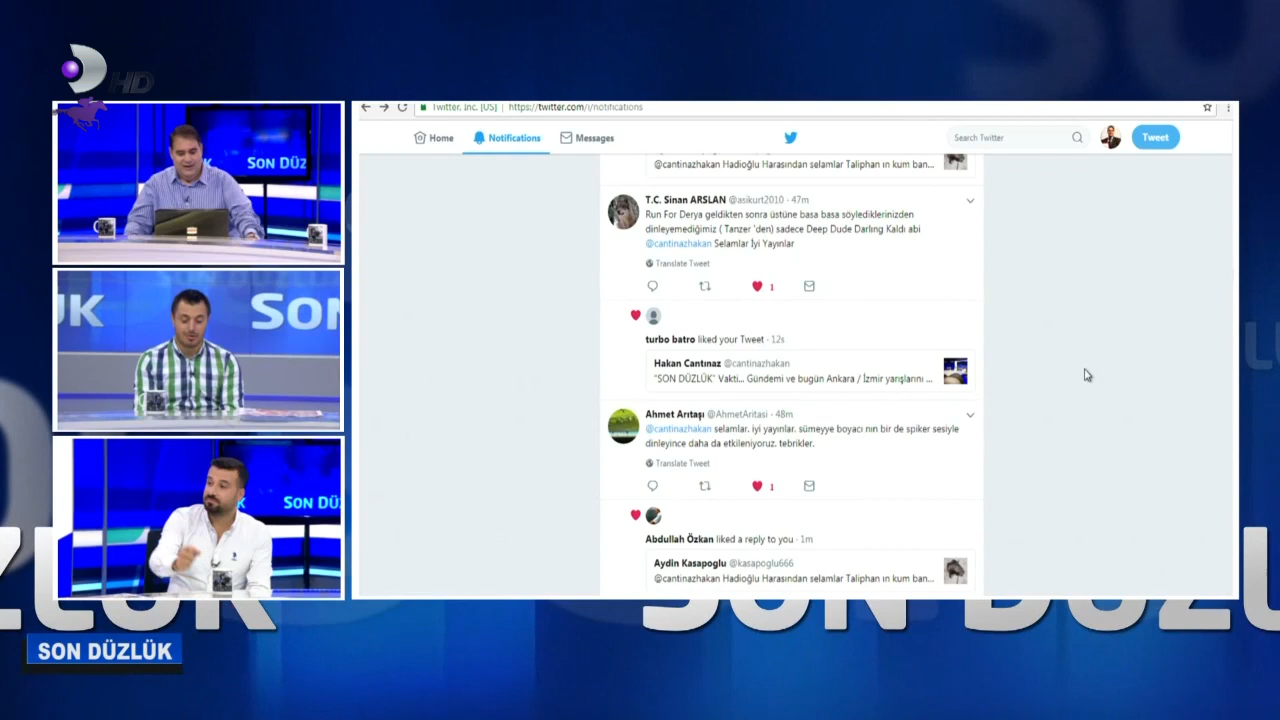 HD
K
SON DÜZ
ÜK
SON
K
SON DÜ
Twitter, Inc. [US] | https://twitter.com/i/notifications
Home Notifications Messages Search Twitter Tweet
@cantinazhakan Hadioğlu Harasından selamlar Taliphan ın kum ban...
T.C. Sinan ARSLAN @asikurt2010 · 47m
Run For Derya geldikten sonra üstüne basa basa söylediklerinizden
dinleyemediğimiz ( Tanzer 'den) sadece Deep Dude Darling Kaldı abi
@cantinazhakan Selamlar İyi Yayınlar
Translate Tweet
1
turbo batro liked your Tweet · 12s
Hakan Cantınaz @cantinazhakan
"SON DÜZLÜK" Vakti... Gündemi ve bugün Ankara / İzmir yarışlarını ...
Ahmet Arıtaşı @AhmetAritasi · 48m
@cantinazhakan selamlar. iyi yayınlar. sümeyye boyacı nın bir de spiker sesiyle
dinleyince daha da etkileniyoruz. tebrikler.
Translate Tweet
1
Abdullah Özkan liked a reply to you · 1m
Aydin Kasapoglu @kasapoglu666
@cantinazhakan Hadioğlu Harasından selamlar Taliphan ın kum ban...
ZLÜK SON DÜZL
SON DÜZLÜK